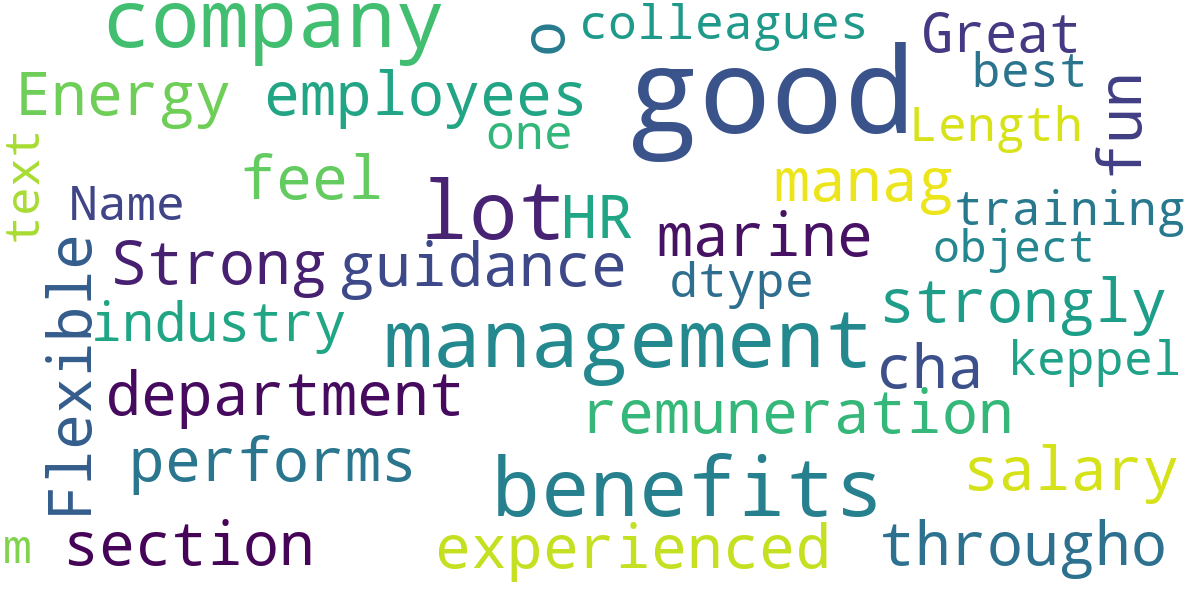 company
o
colleagues
Great
good
best
Energy
employees
one
Length
fun
text
feel
manag
Name
lot
HR
training
marine
object
Strong
guidance
dtype
Flexible
strongly
industry
management
cha
keppel
department
remuneration
performs
benefits
salary
m
section
experienced
througho